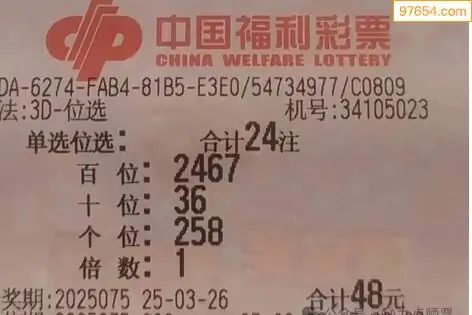 97654.com
中国福利彩票
CHINA WELFARE LOTTERY
DA-6274-FAB4-81B5-E3E0/54734977/C0809
法:3D-位选 机号:34105023
单选位选: 合计24注
百 位: 2467
十 位: 36
个 位: 258
倍 数: 1
奖期:2025075 25-03-26 合计48元